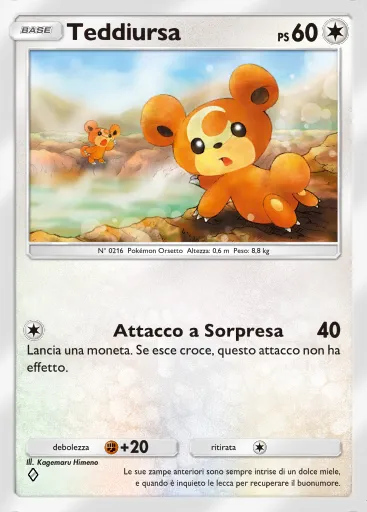 BASE Teddiursa PS 60
N° 0216 Pokémon Orsetto Altezza: 0,6 m Peso: 8,8 kg
Attacco a Sorpresa 40
Lancia una moneta. Se esce croce, questo attacco non ha
effetto.
debolezza +20 ritirata
Ill. Kagemaru Himeno
Le sue zampe anteriori sono sempre intrise di un dolce miele,
e quando è inquieto le lecca per recuperare il buonumore.